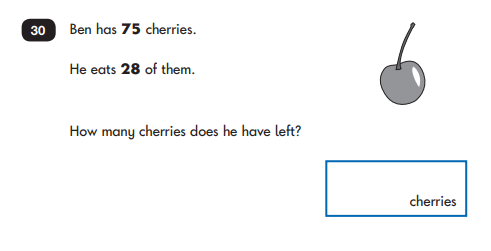 30 Ben has 75 cherries.
He eats 28 of them.
How many cherries does he have left?
cherries